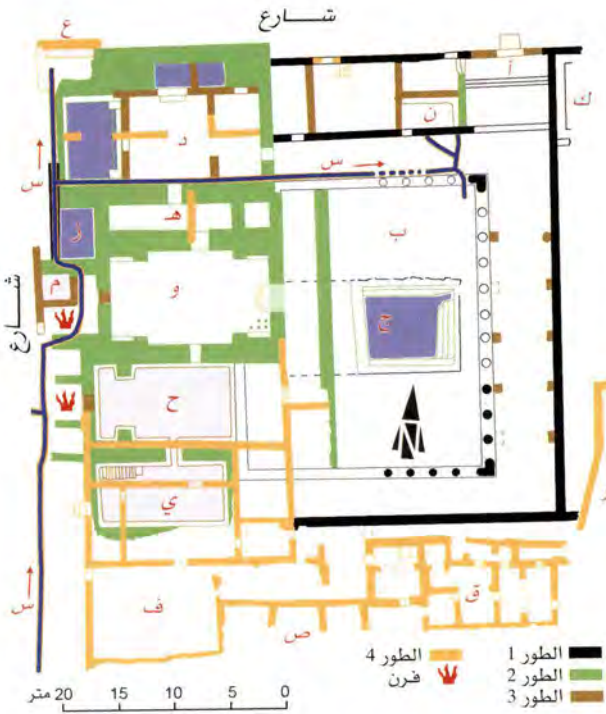 شارع
ع
أ
ك
ن
د
س
س
هـ
ب
ز
و
م
شارع
ج
N
ح
ي
س
ف
ص
ق
الطور 1
الطور 2
الطور 3
الطور 4
فرن
0 5 10 15 20 متر